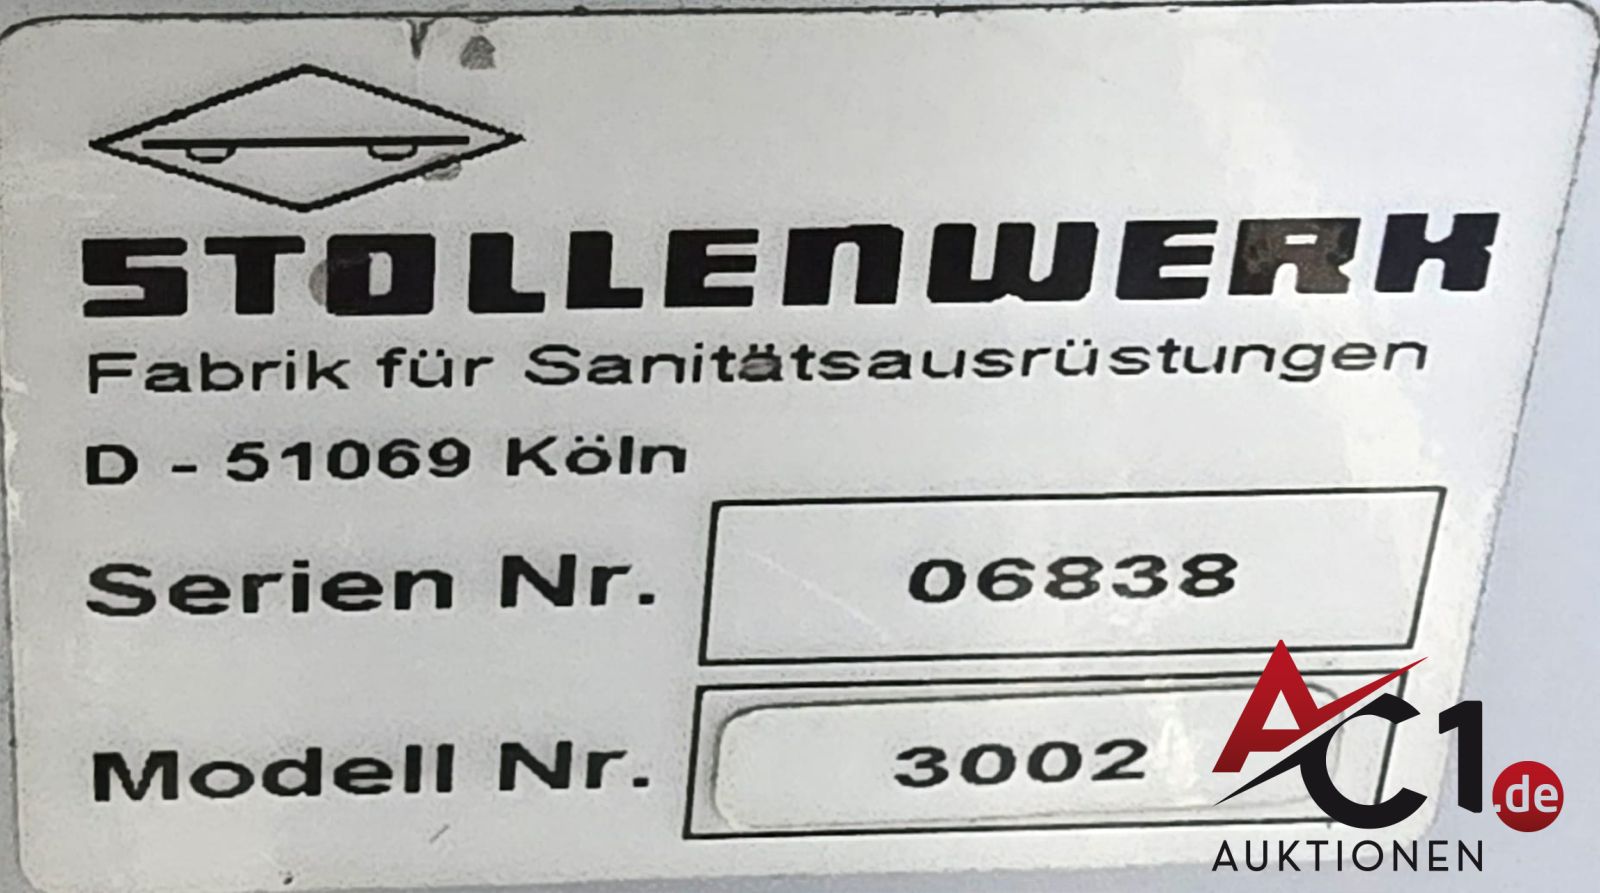 STOLLENWERK
Fabrik für Sanitätsausrüstungen
D - 51069 Köln
Serien Nr. 06838
Modell Nr. 3002
AC1.de
AUKTIONEN